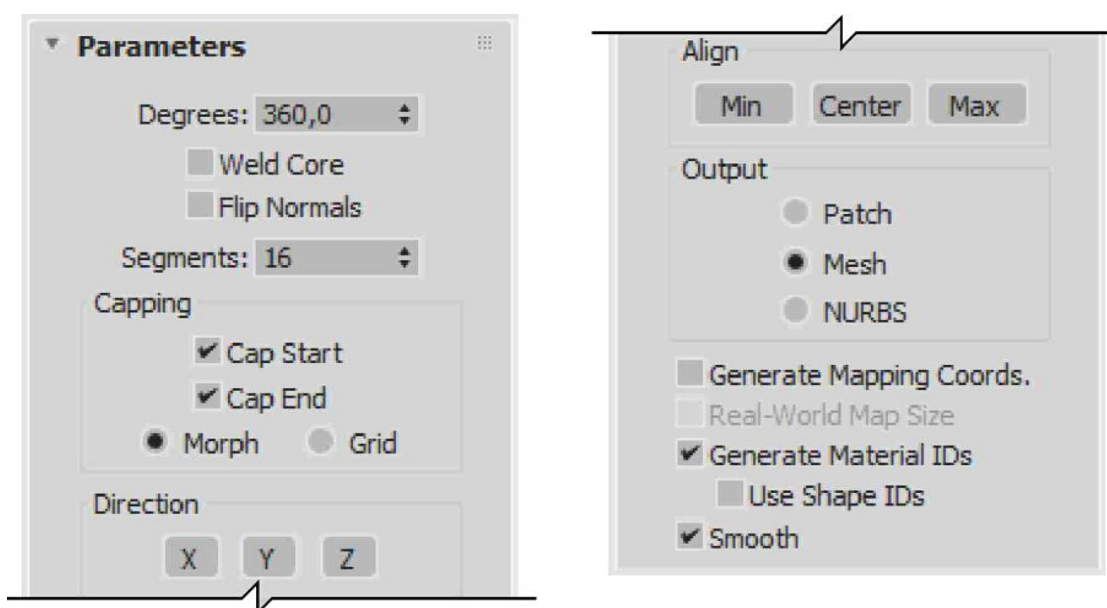 Parameters
Degrees: 360,0
Weld Core
Flip Normals
Segments: 16
Capping
Cap Start
Cap End
Morph Grid
Direction
X Y Z
Align
Min Center Max
Output
Patch
Mesh
NURBS
Generate Mapping Coords.
Real-World Map Size
Generate Material IDs
Use Shape IDs
Smooth